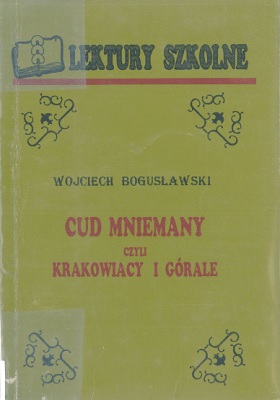 LEKTURY SZKOLNE
WOJCIECH BOGUSŁAWSKI
CUD MNIEMANY
CZYLI
KRAKOWIACY I GÓRALE